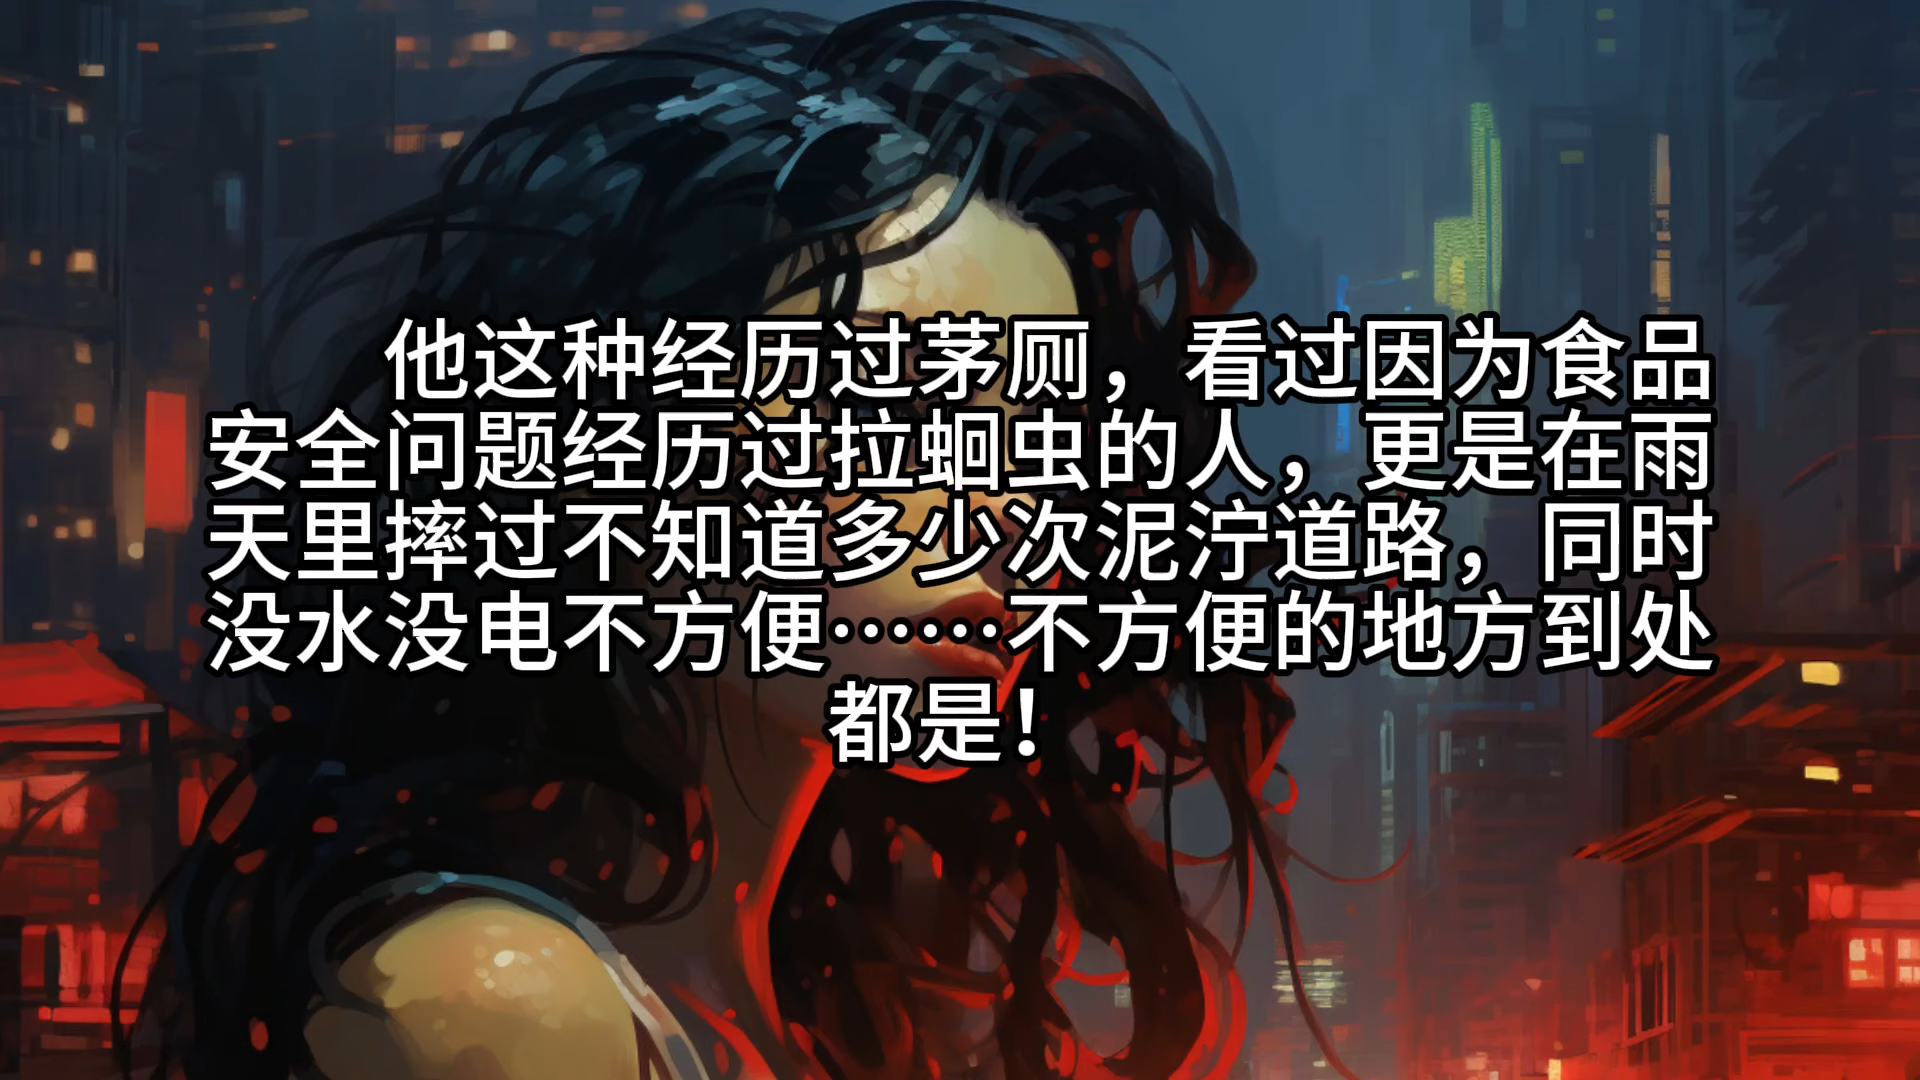 他这种经历过茅厕，看过因为食品
安全问题经历过拉蛔虫的人，更是在雨
天里摔过不知道多少次泥泞道路，同时
没水没电不方便……不方便的地方到处
都是！